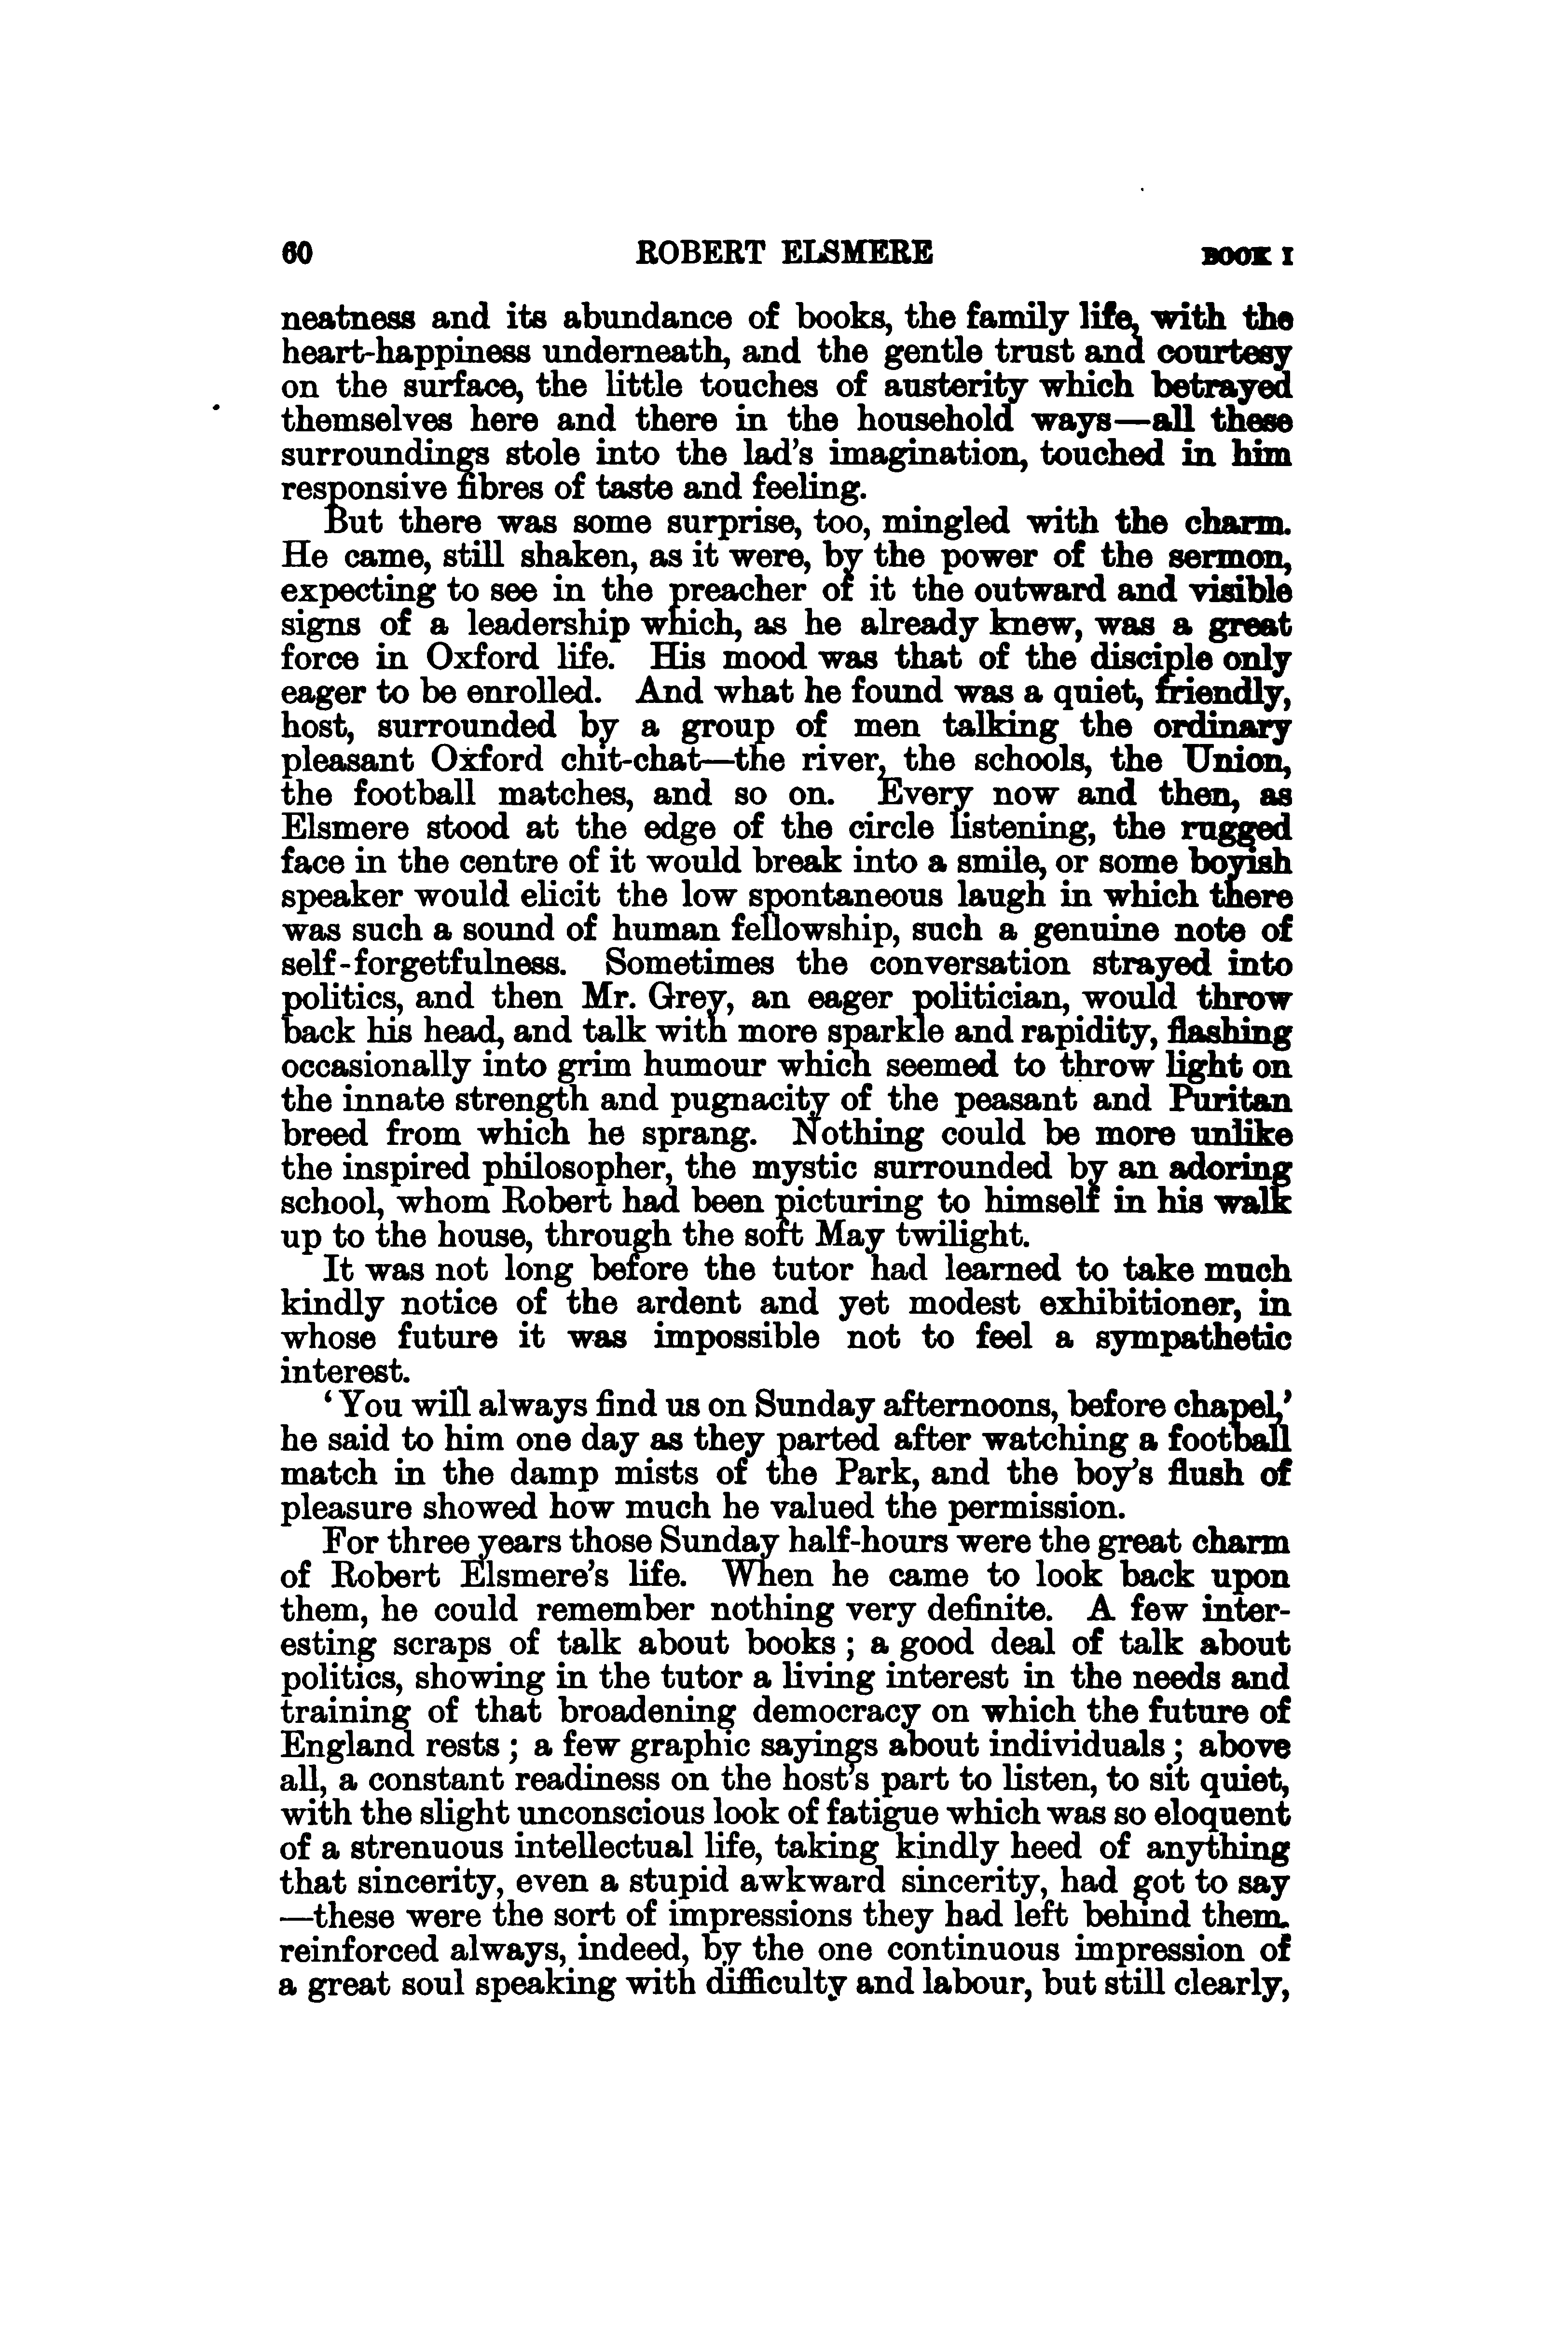 60 ROBERT ELSMERE BOOK I
neatness and its abundance of books, the family life, with the
heart-happiness underneath, and the gentle trust and courtesy
on the surface, the little touches of austerity which betrayed
themselves here and there in the household ways—all these
surroundings stole into the lad's imagination, touched in him
responsive fibres of taste and feeling.
But there was some surprise, too, mingled with the charm.
He came, still shaken, as it were, by the power of the sermon,
expecting to see in the preacher of it the outward and visible
signs of a leadership which, as he already knew, was a great
force in Oxford life. His mood was that of the disciple only
eager to be enrolled. And what he found was a quiet, friendly,
host, surrounded by a group of men talking the ordinary
pleasant Oxford chit-chat—the river, the schools, the Union,
the football matches, and so on. Every now and then, as
Elsmere stood at the edge of the circle listening, the rugged
face in the centre of it would break into a smile, or some boyish
speaker would elicit the low spontaneous laugh in which there
was such a sound of human fellowship, such a genuine note of
self-forgetfulness. Sometimes the conversation strayed into
politics, and then Mr. Grey, an eager politician, would throw
back his head, and talk with more sparkle and rapidity, flashing
occasionally into grim humour which seemed to throw light on
the innate strength and pugnacity of the peasant and Puritan
breed from which he sprang. Nothing could be more unlike
the inspired philosopher, the mystic surrounded by an adoring
school, whom Robert had been picturing to himself in his walk
up to the house, through the soft May twilight.
It was not long before the tutor had learned to take much
kindly notice of the ardent and yet modest exhibitioner, in
whose future it was impossible not to feel a sympathetic
interest.
'You will always find us on Sunday afternoons, before chapel,'
he said to him one day as they parted after watching a football
match in the damp mists of the Park, and the boy's flush of
pleasure showed how much he valued the permission.
For three years those Sunday half-hours were the great charm
of Robert Elsmere's life. When he came to look back upon
them, he could remember nothing very definite. A few inter-
esting scraps of talk about books; a good deal of talk about
politics, showing in the tutor a living interest in the needs and
training of that broadening democracy on which the future of
England rests; a few graphic sayings about individuals; above
all, a constant readiness on the host's part to listen, to sit quiet,
with the slight unconscious look of fatigue which was so eloquent
of a strenuous intellectual life, taking kindly heed of anything
that sincerity, even a stupid awkward sincerity, had got to say
—these were the sort of impressions they had left behind them.
reinforced always, indeed, by the one continuous impression of
a great soul speaking with difficulty and labour, but still clearly,